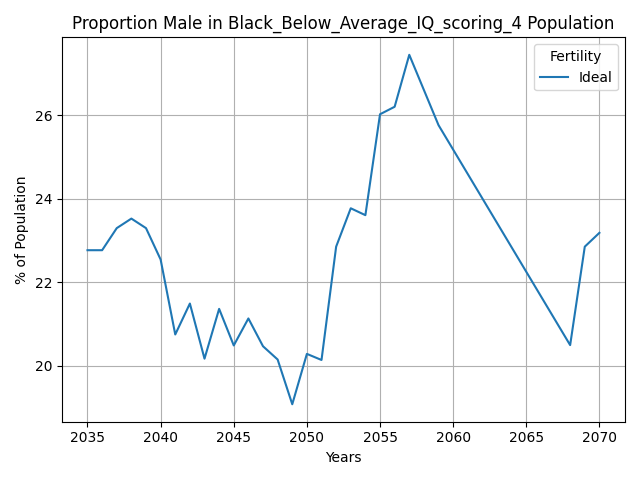 Proportion Male in Black_Below_Average_IQ_scoring_4 Population
Fertility
Ideal
% of Population
26
24
22
20
2035 2040 2045 2050 2055 2060 2065 2070
Years